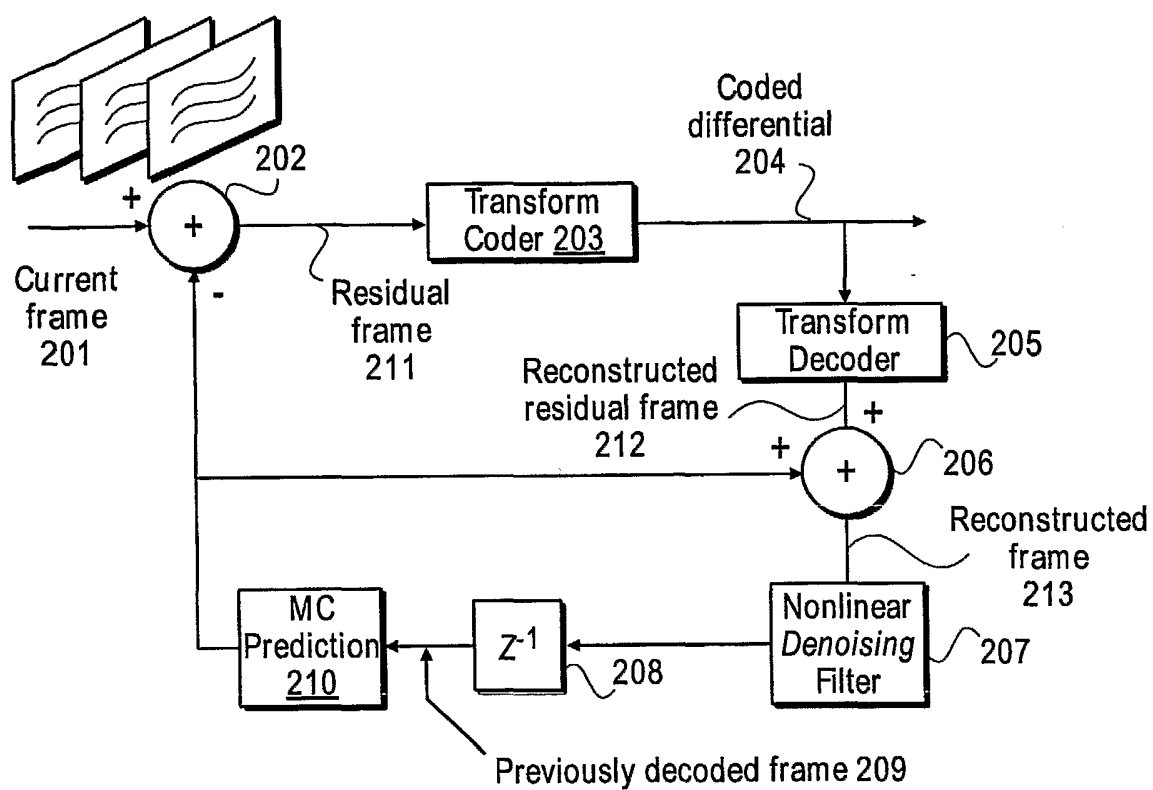 202
+
+
-
Current
frame
201
Residual
frame
211
Transform
Coder 203
Coded
differential
204
Transform
Decoder
205
Reconstructed
residual frame
212
+
+
+
206
Reconstructed
frame
213
Nonlinear
Denoising
Filter
207
Z-1
208
MC
Prediction
210
Previously decoded frame 209